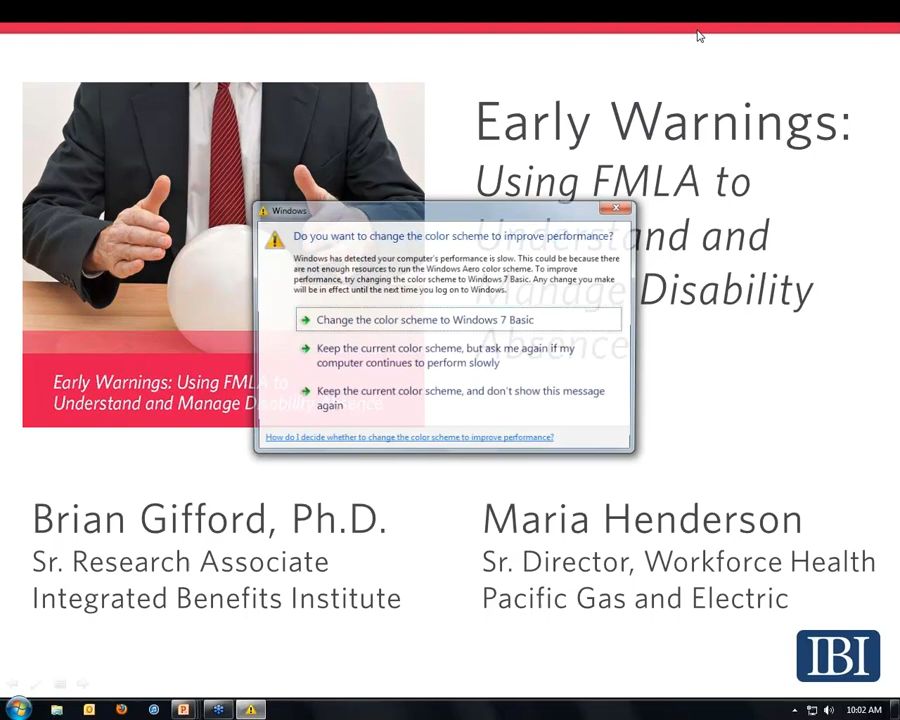 Early Warnings:
Using FMLA to
Understand and
Manage Disability
Absence
Early Warnings: Using FMLA to
Understand and Manage Disability Absence
Windows
Do you want to change the color scheme to improve performance?
Windows has detected your computer's performance is slow. This could be because there
are not enough resources to run the Windows Aero color scheme. To improve
performance, try changing the color scheme to Windows 7 Basic. Any change you make
will be in effect until the next time you log on to Windows.
Change the color scheme to Windows 7 Basic
Keep the current color scheme, but ask me again if my
computer continues to perform slowly
Keep the current color scheme, and don't show this message
again
How do I decide whether to change the color scheme to improve performance?
Brian Gifford, Ph.D.
Sr. Research Associate
Integrated Benefits Institute
Maria Henderson
Sr. Director, Workforce Health
Pacific Gas and Electric
IBI
10:02 AM